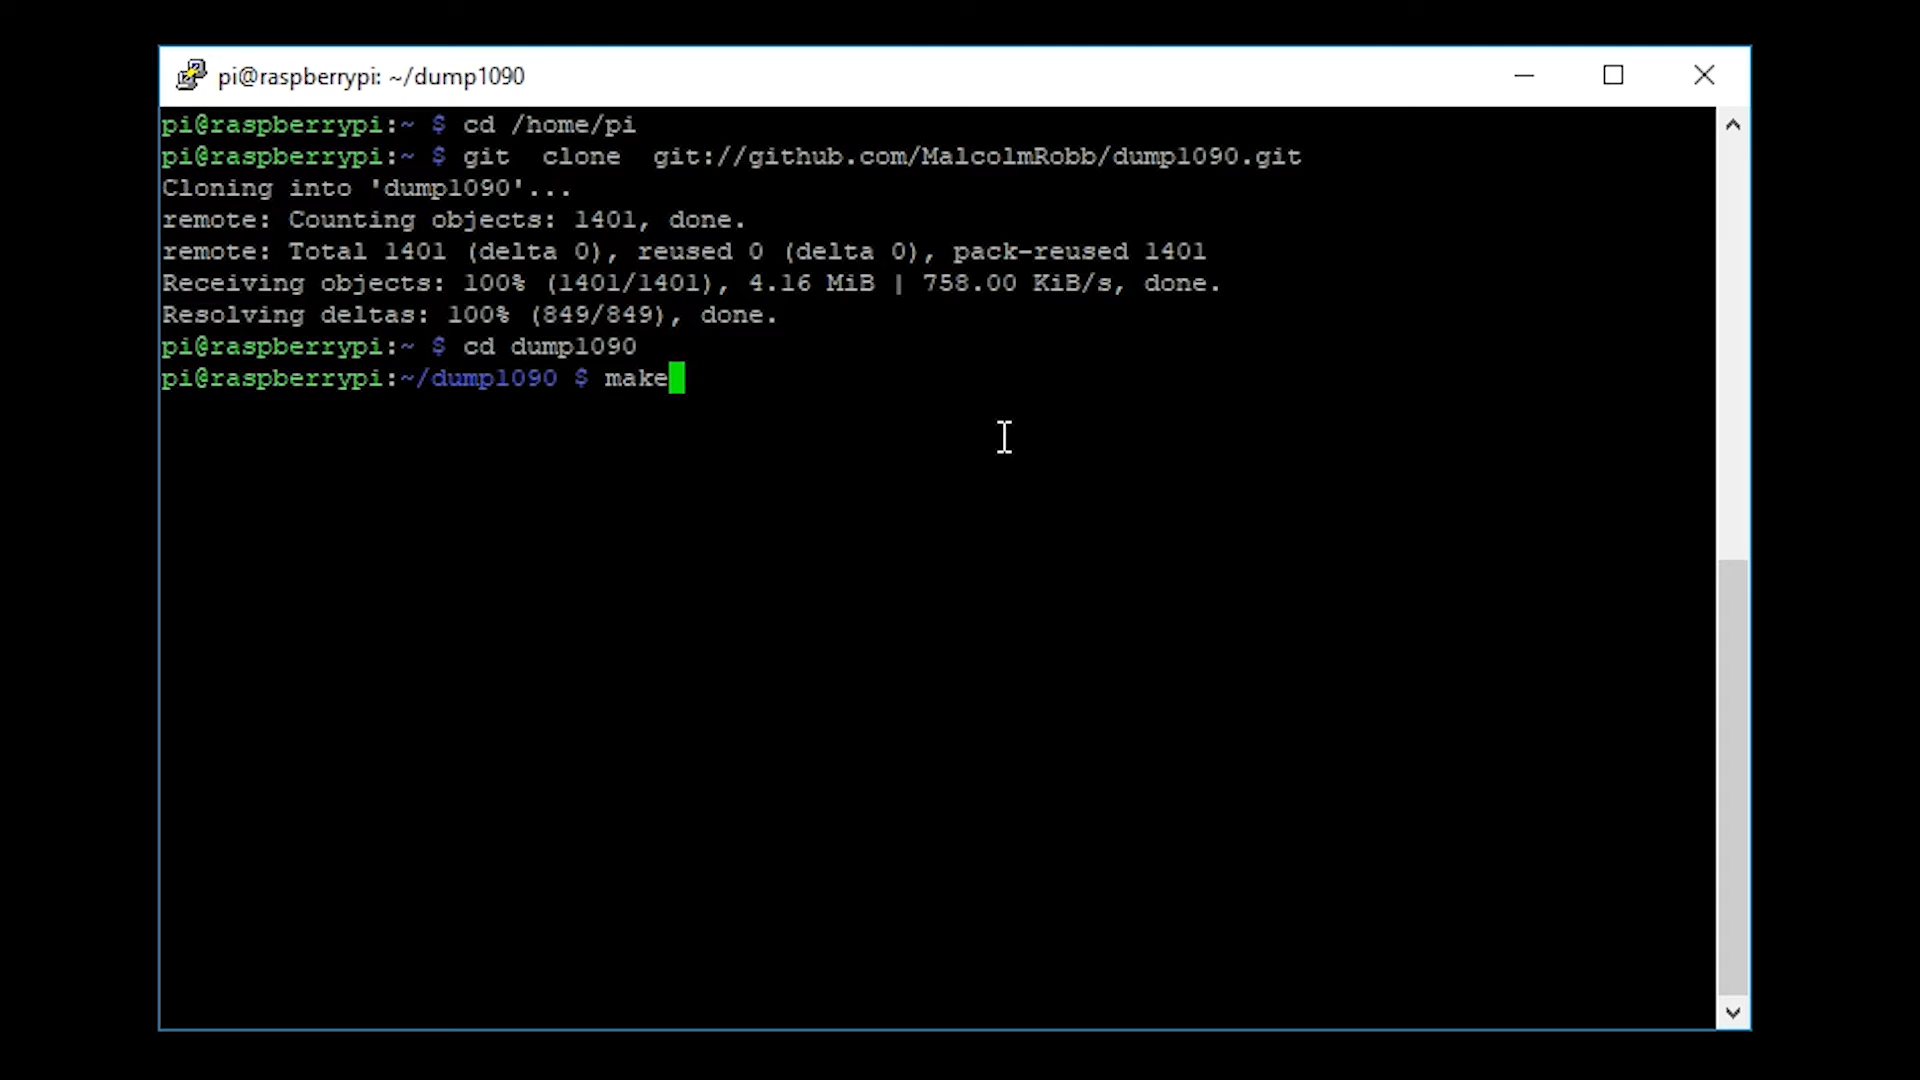 pi@raspberrypi: ~/dump1090
pi@raspberrypi:~ $ cd /home/pi
pi@raspberrypi:~ $ git  clone  git://github.com/MalcolmRobb/dump1090.git
Cloning into 'dump1090'...
remote: Counting objects: 1401, done.
remote: Total 1401 (delta 0), reused 0 (delta 0), pack-reused 1401
Receiving objects: 100% (1401/1401), 4.16 MiB | 758.00 KiB/s, done.
Resolving deltas: 100% (849/849), done.
pi@raspberrypi:~ $ cd dump1090
pi@raspberrypi:~/dump1090 $ make